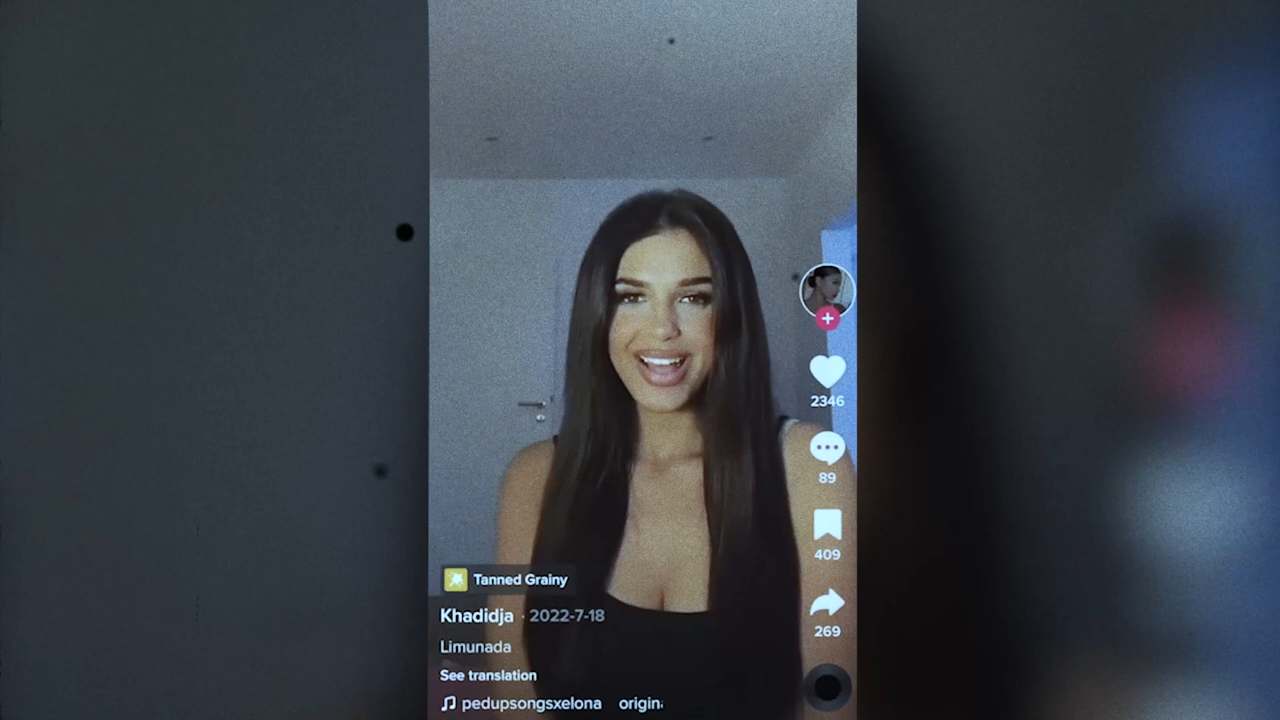 2346
89
409
269
Tanned Grainy
Khadidja · 2022-7-18
Limunada
See translation
pedupsongsxelona origin